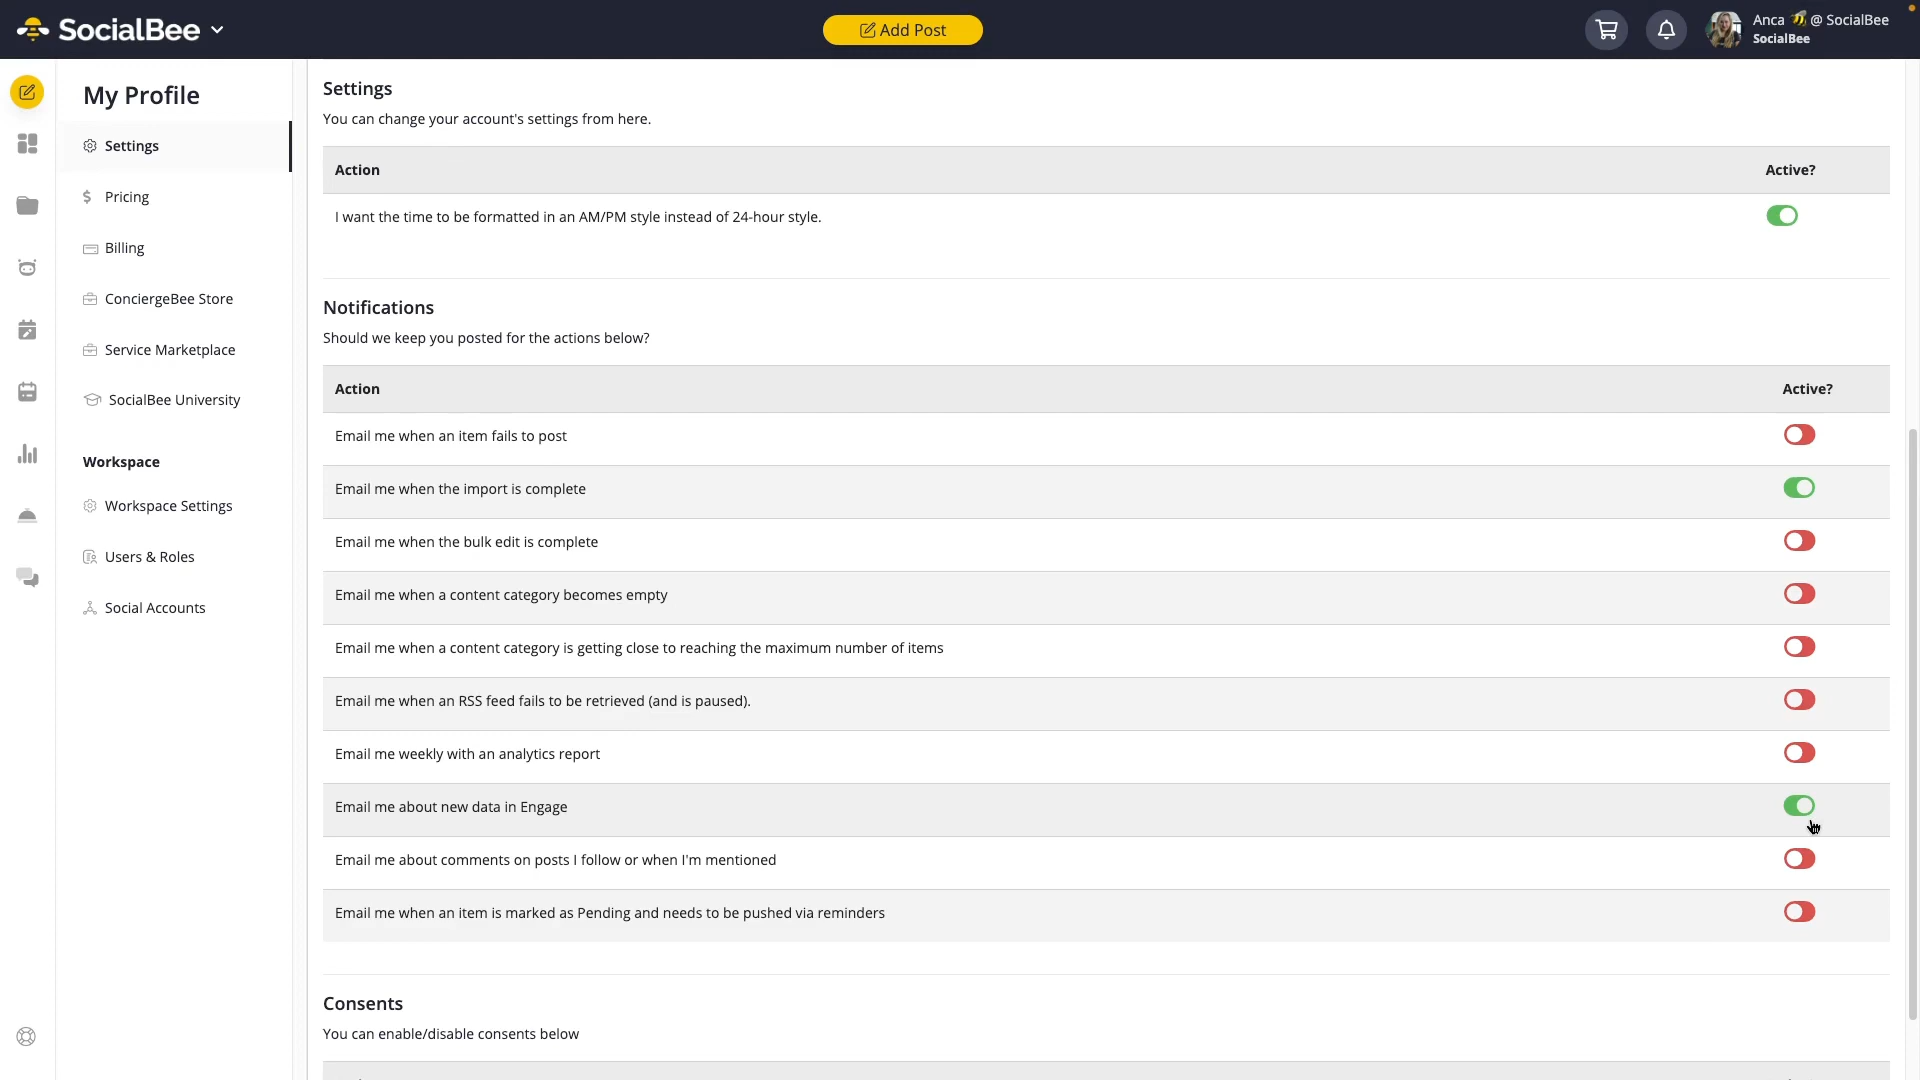 SocialBee
Add Post
Anca @ SocialBee
SocialBee
My Profile
Settings
Pricing
Billing
ConciergeBee Store
Service Marketplace
SocialBee University
Workspace
Workspace Settings
Users & Roles
Social Accounts
Settings
You can change your account's settings from here.
Action Active?
I want the time to be formatted in an AM/PM style instead of 24-hour style.
Notifications
Should we keep you posted for the actions below?
Action Active?
Email me when an item fails to post
Email me when the import is complete
Email me when the bulk edit is complete
Email me when a content category becomes empty
Email me when a content category is getting close to reaching the maximum number of items
Email me when an RSS feed fails to be retrieved (and is paused).
Email me weekly with an analytics report
Email me about new data in Engage
Email me about comments on posts I follow or when I'm mentioned
Email me when an item is marked as Pending and needs to be pushed via reminders
Consents
You can enable/disable consents below